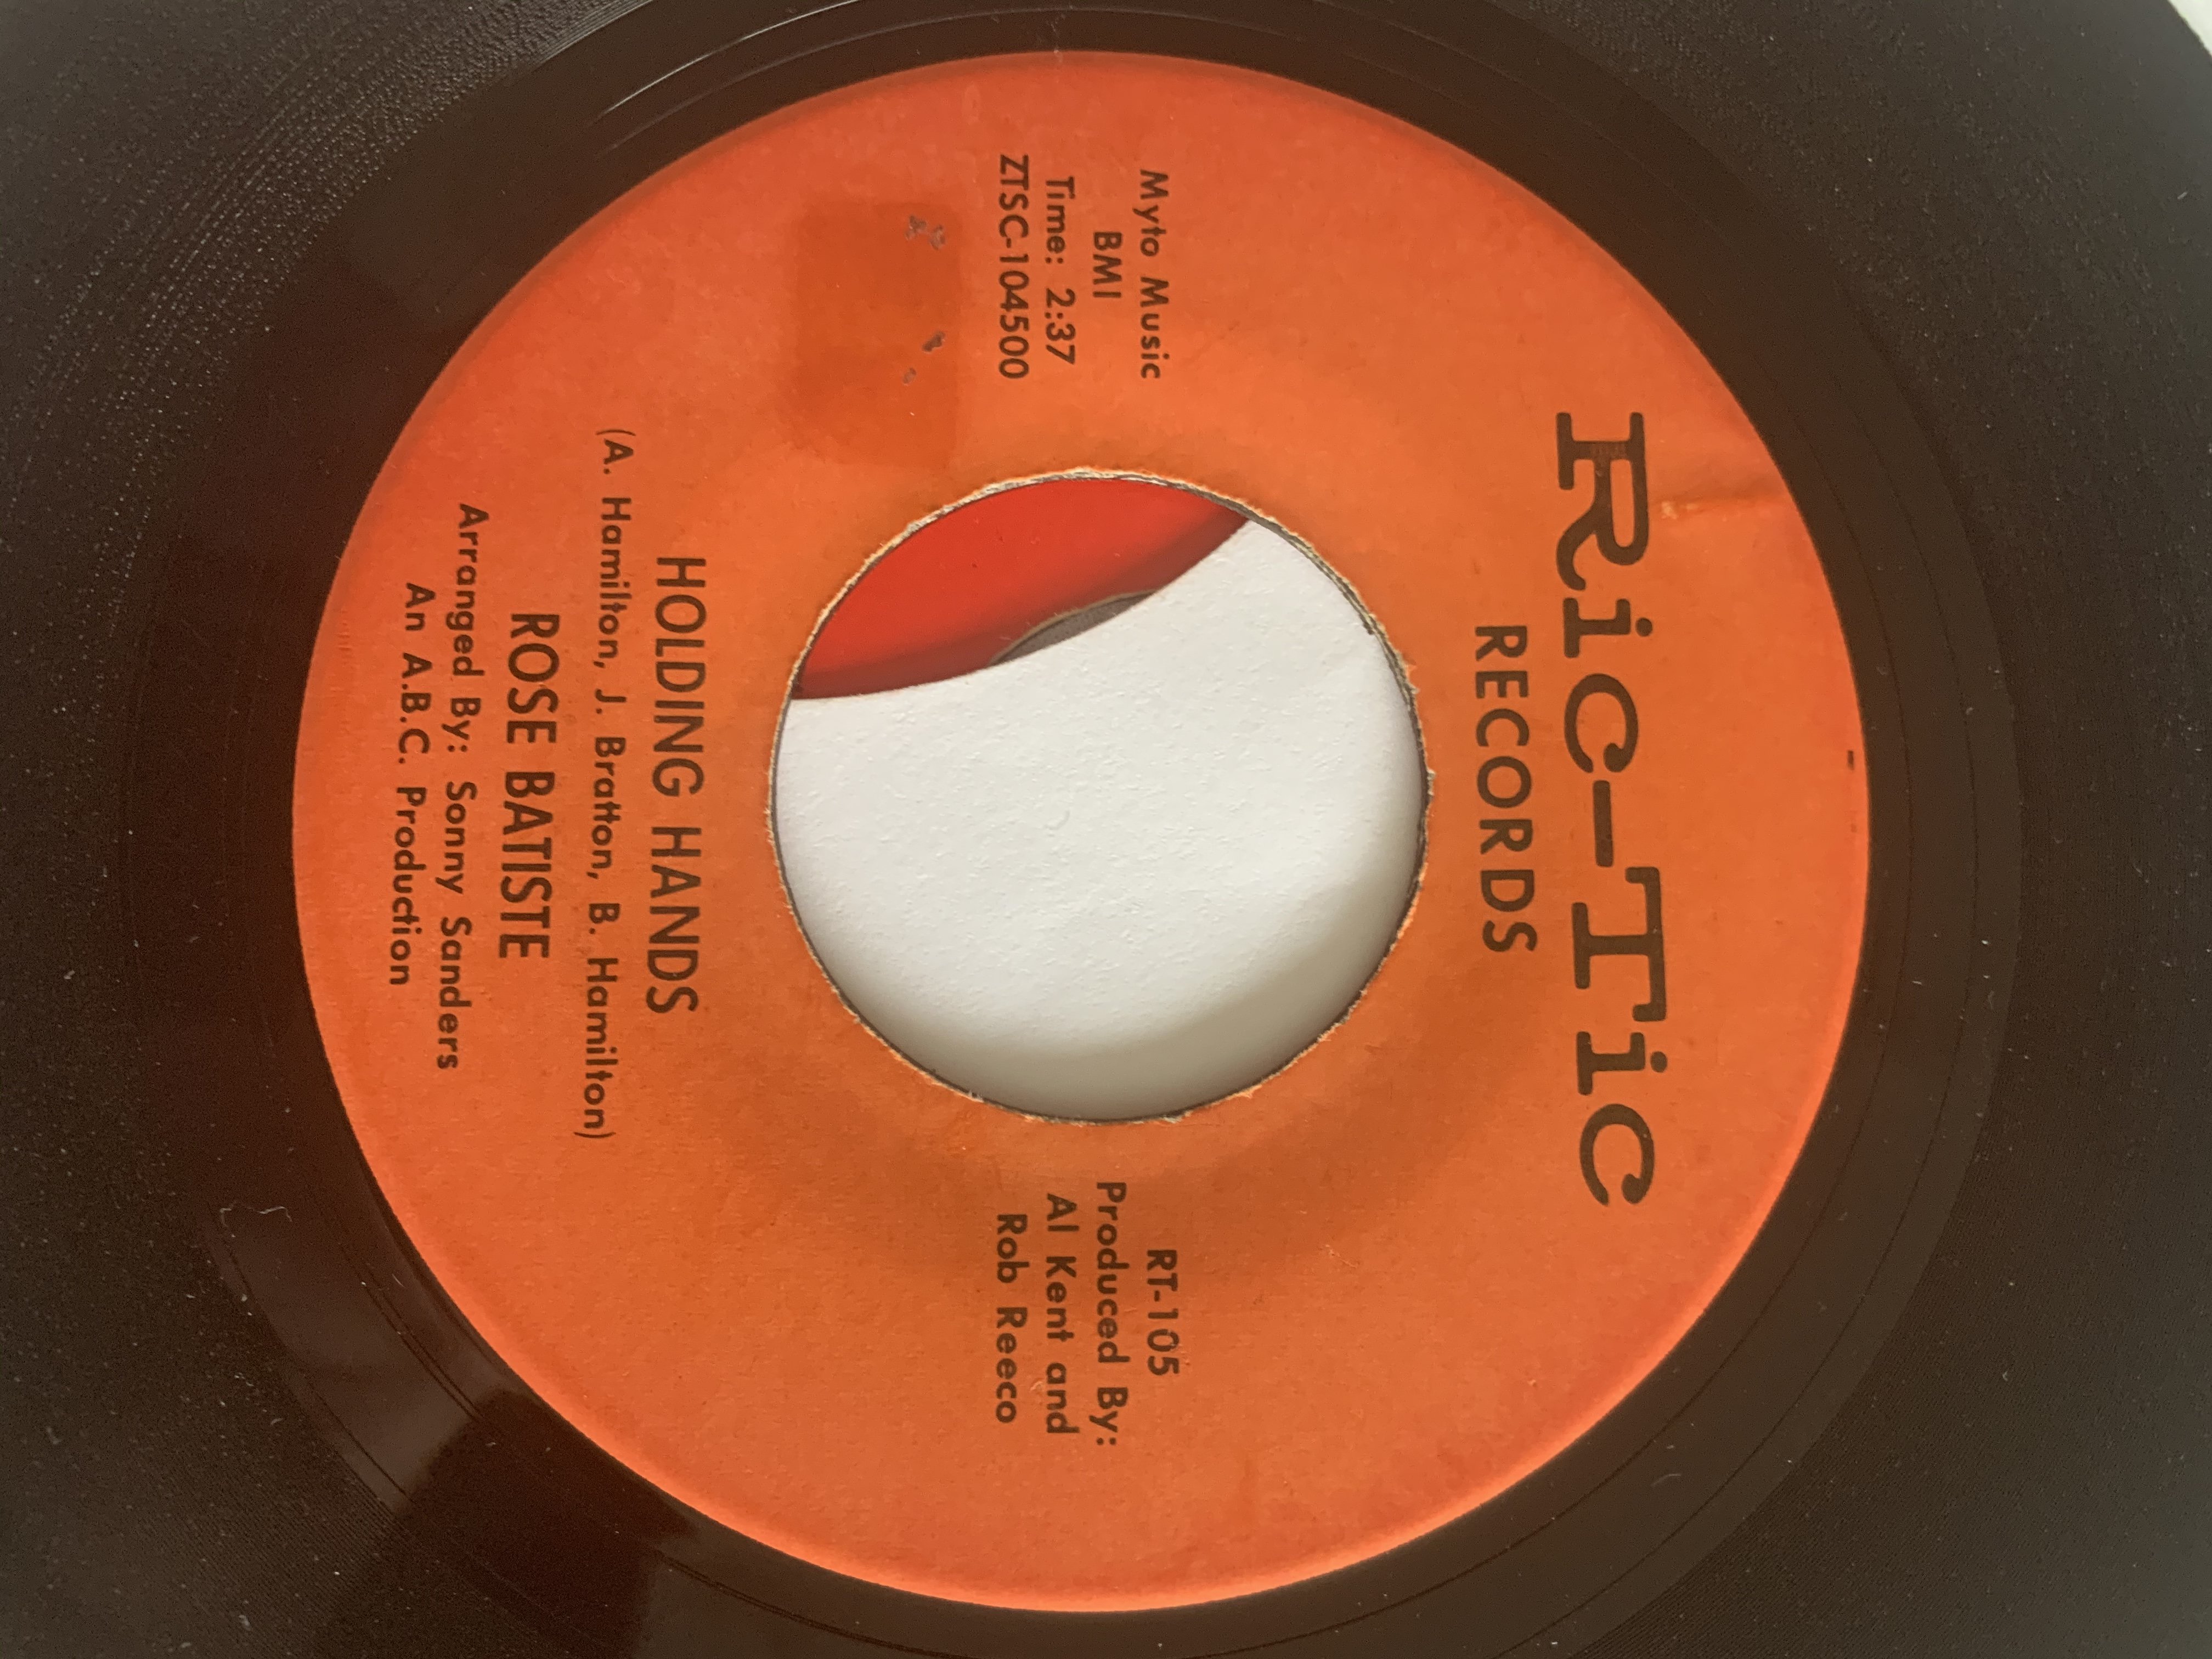 Ric-Tic
RECORDS
Myto Music
BMI
Time: 2:37
ZTSC-104500
RT-105
Produced By:
Al Kent and
Rob Reeco
HOLDING HANDS
(A. Hamilton, J. Bratton, B. Hamilton)
ROSE BATISTE
Arranged By: Sonny Sanders
An A.B.C. Production